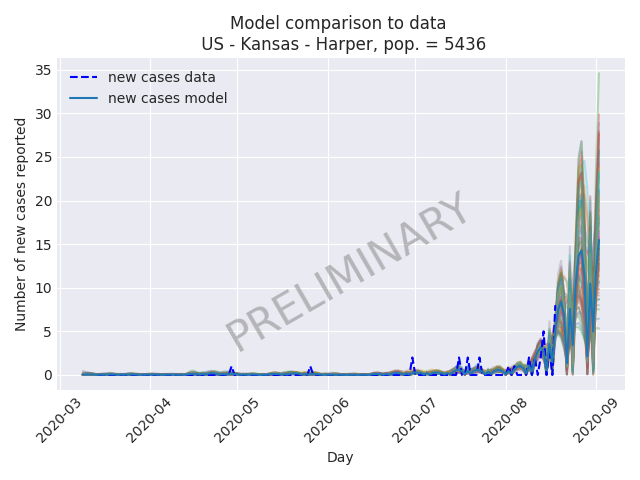 Model comparison to data
US - Kansas - Harper, pop. = 5436
new cases data
new cases model
Number of new cases reported
35
30
25
20
15
10
5
0
PRELIMINARY
2020-03
2020-04
2020-05
2020-06
2020-07
2020-08
2020-09
Day